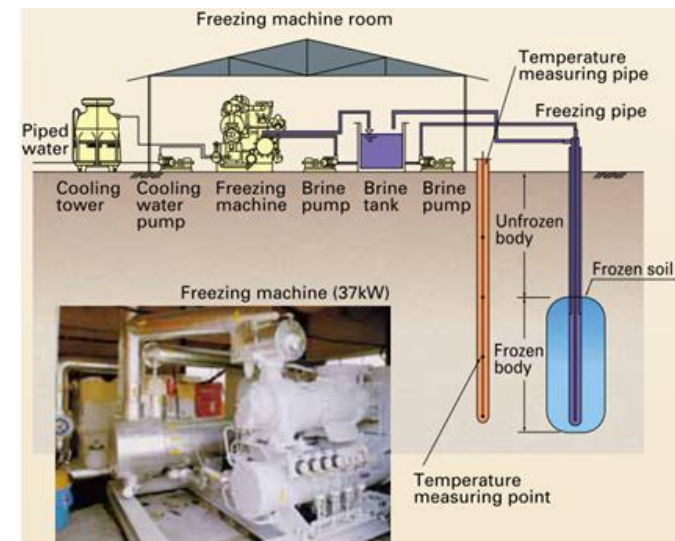 Freezing machine room
Temperature
measuring pipe
Freezing pipe
Piped
water
Cooling
tower
Cooling
water
pump
Freezing
machine
Brine
pump
Brine
tank
Brine
pump
Unfrozen
body
Frozen soil
Freezing machine (37kW)
Frozen
body
Temperature
measuring point